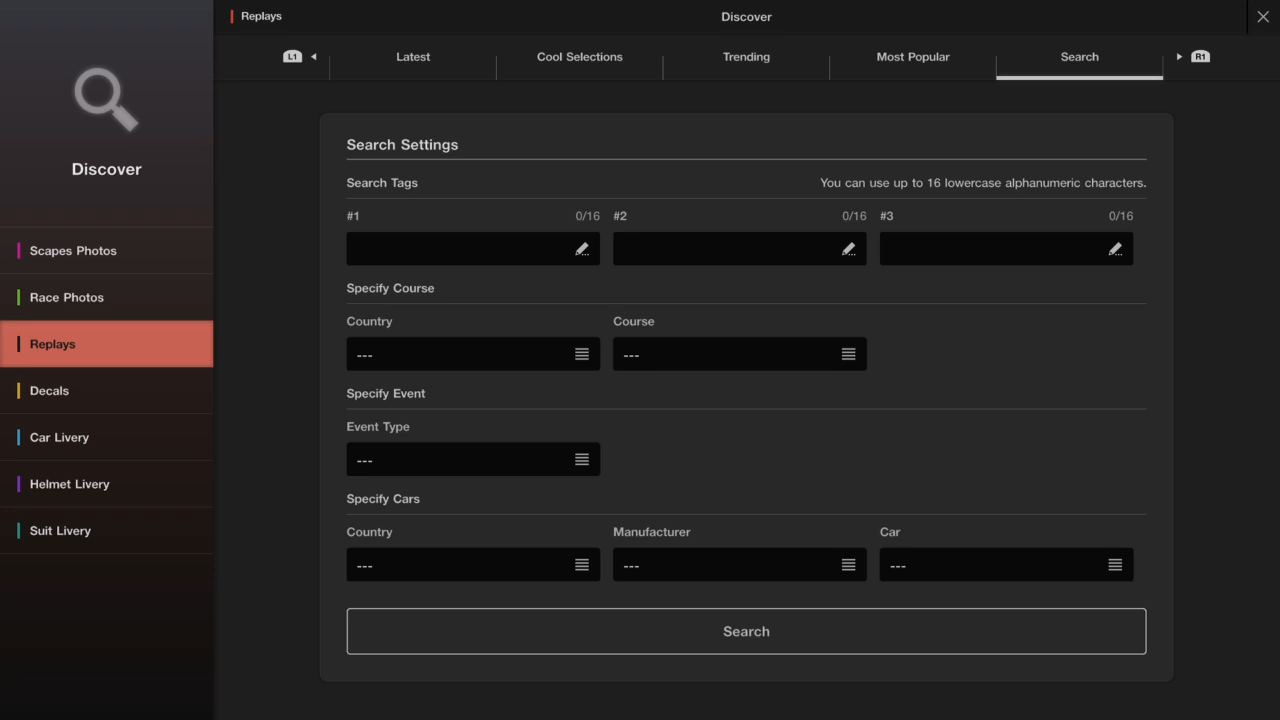 Replays
Discover
L1
Latest
Cool Selections
Trending
Most Popular
Search
R1
Discover
Scapes Photos
Race Photos
Replays
Decals
Car Livery
Helmet Livery
Suit Livery
Search Settings
Search Tags
You can use up to 16 lowercase alphanumeric characters.
#1 0/16
#2 0/16
#3 0/16
Specify Course
Country
Course
---
---
Specify Event
Event Type
---
Specify Cars
Country
Manufacturer
Car
---
---
---
Search